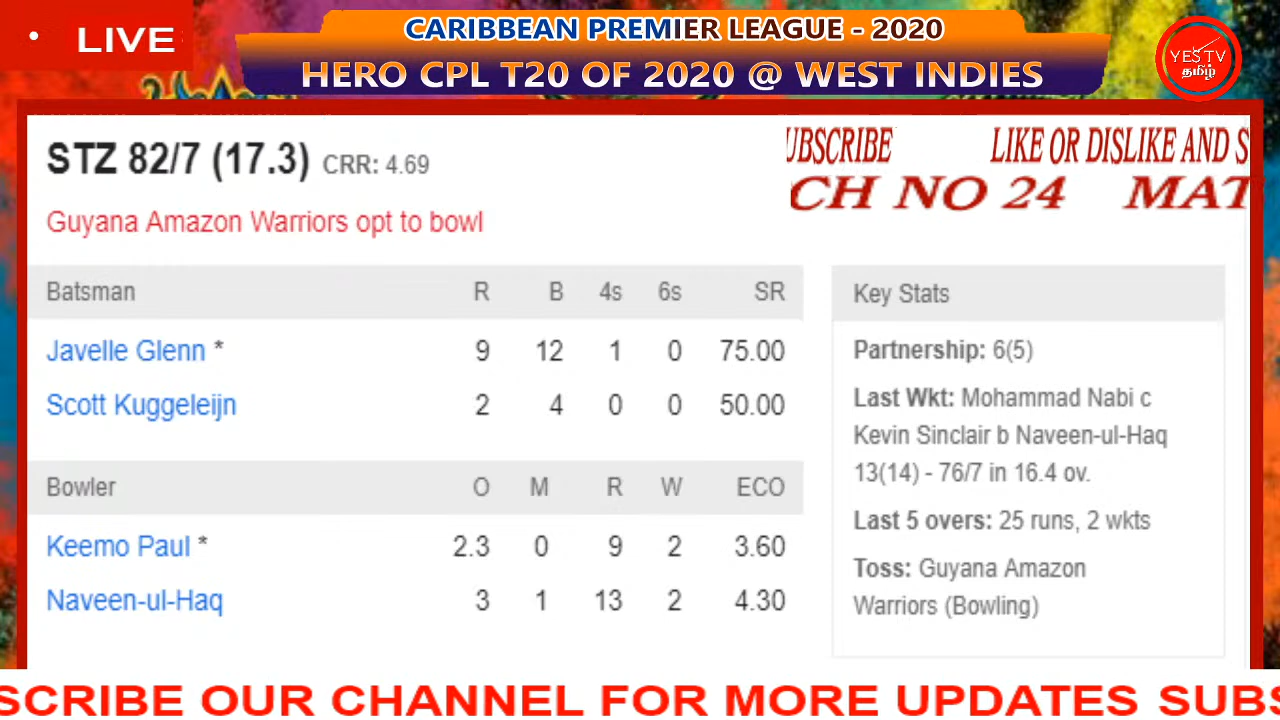 • LIVE
CARIBBEAN PREMIER LEAGUE - 2020
HERO CPL T20 OF 2020 @ WEST INDIES
YES TV
தமிழ்
STZ 82/7 (17.3) CRR: 4.69
UBSCRIBE LIKE OR DISLIKE AND S
CH NO 24 MAT
Guyana Amazon Warriors opt to bowl
Batsman R B 4s 6s SR
Javelle Glenn * 9 12 1 0 75.00
Scott Kuggeleijn 2 4 0 0 50.00
Bowler O M R W ECO
Keemo Paul * 2.3 0 9 2 3.60
Naveen-ul-Haq 3 1 13 2 4.30
Key Stats
Partnership: 6(5)
Last Wkt: Mohammad Nabi c
Kevin Sinclair b Naveen-ul-Haq
13(14) - 76/7 in 16.4 ov.
Last 5 overs: 25 runs, 2 wkts
Toss: Guyana Amazon
Warriors (Bowling)
SCRIBE OUR CHANNEL FOR MORE UPDATES SUBS